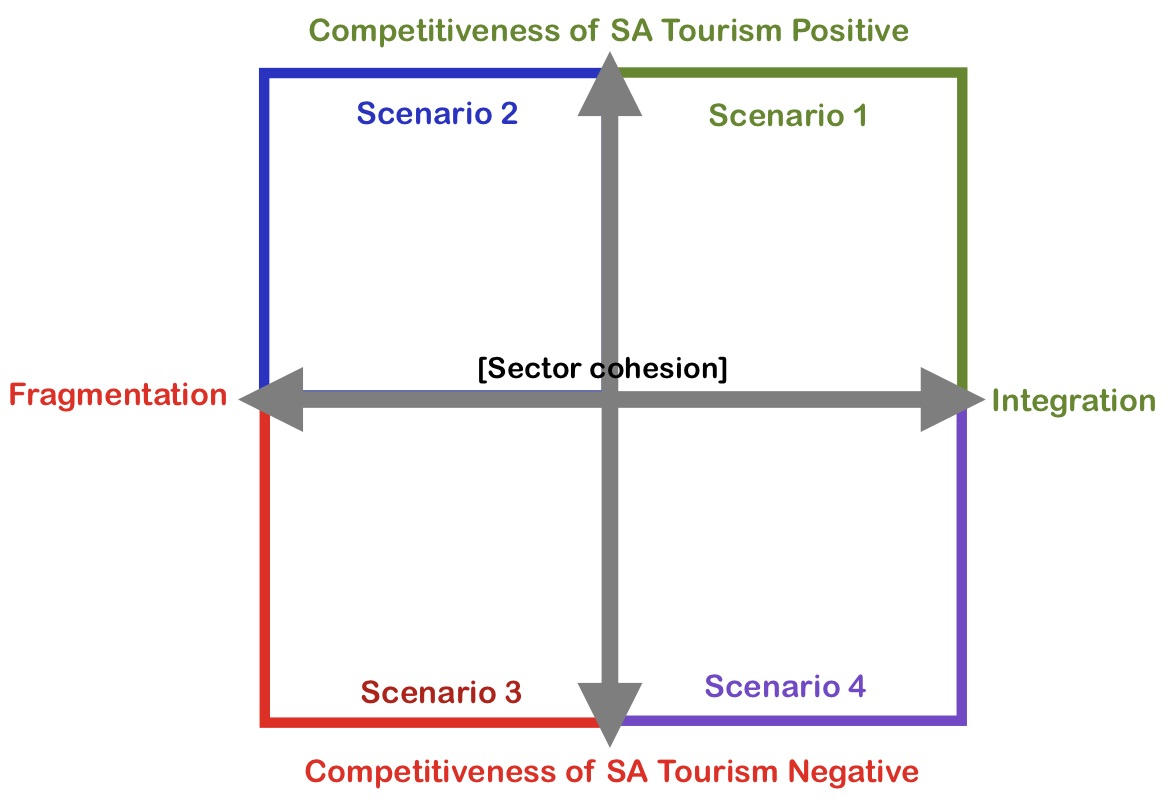 Competitiveness of SA Tourism Positive
Scenario 2
Scenario 1
[Sector cohesion]
Fragmentation
Integration
Scenario 3
Scenario 4
Competitiveness of SA Tourism Negative